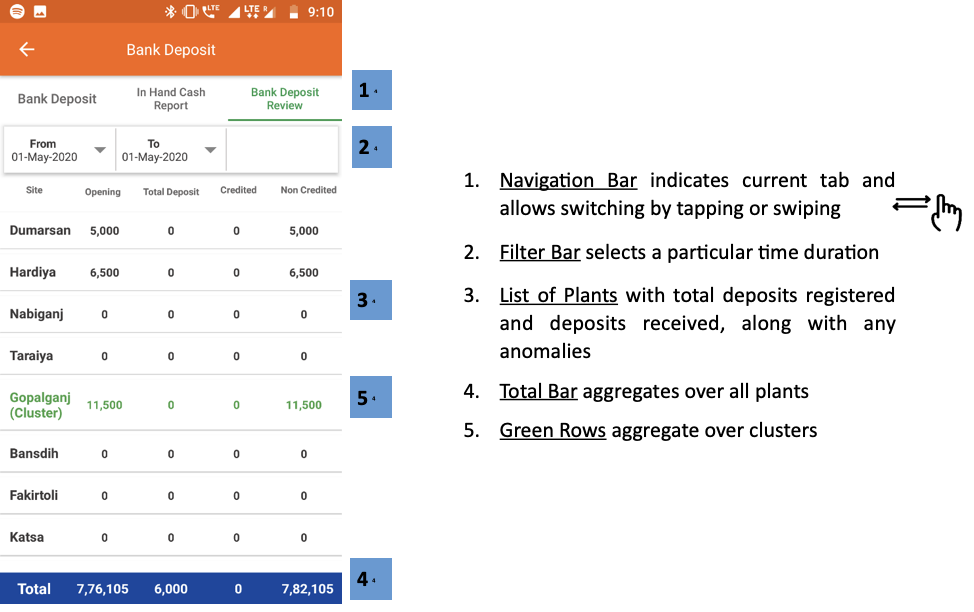 LTE LTE R 9:10
Bank Deposit
Bank Deposit In Hand Cash Report Bank Deposit Review
1
From 01-May-2020 To 01-May-2020
2
Site Opening Total Deposit Credited Non Credited
Dumarsan 5,000 0 0 5,000
Hardiya 6,500 0 0 6,500
3
Nabiganj 0 0 0 0
Taraiya 0 0 0 0
Gopalganj (Cluster) 11,500 0 0 11,500
5
Bansdih 0 0 0 0
Fakirtoli 0 0 0 0
Katsa 0 0 0 0
Total 7,76,105 6,000 0 7,82,105
4
1. Navigation Bar indicates current tab and
allows switching by tapping or swiping
2. Filter Bar selects a particular time duration
3. List of Plants with total deposits registered
and deposits received, along with any
anomalies
4. Total Bar aggregates over all plants
5. Green Rows aggregate over clusters